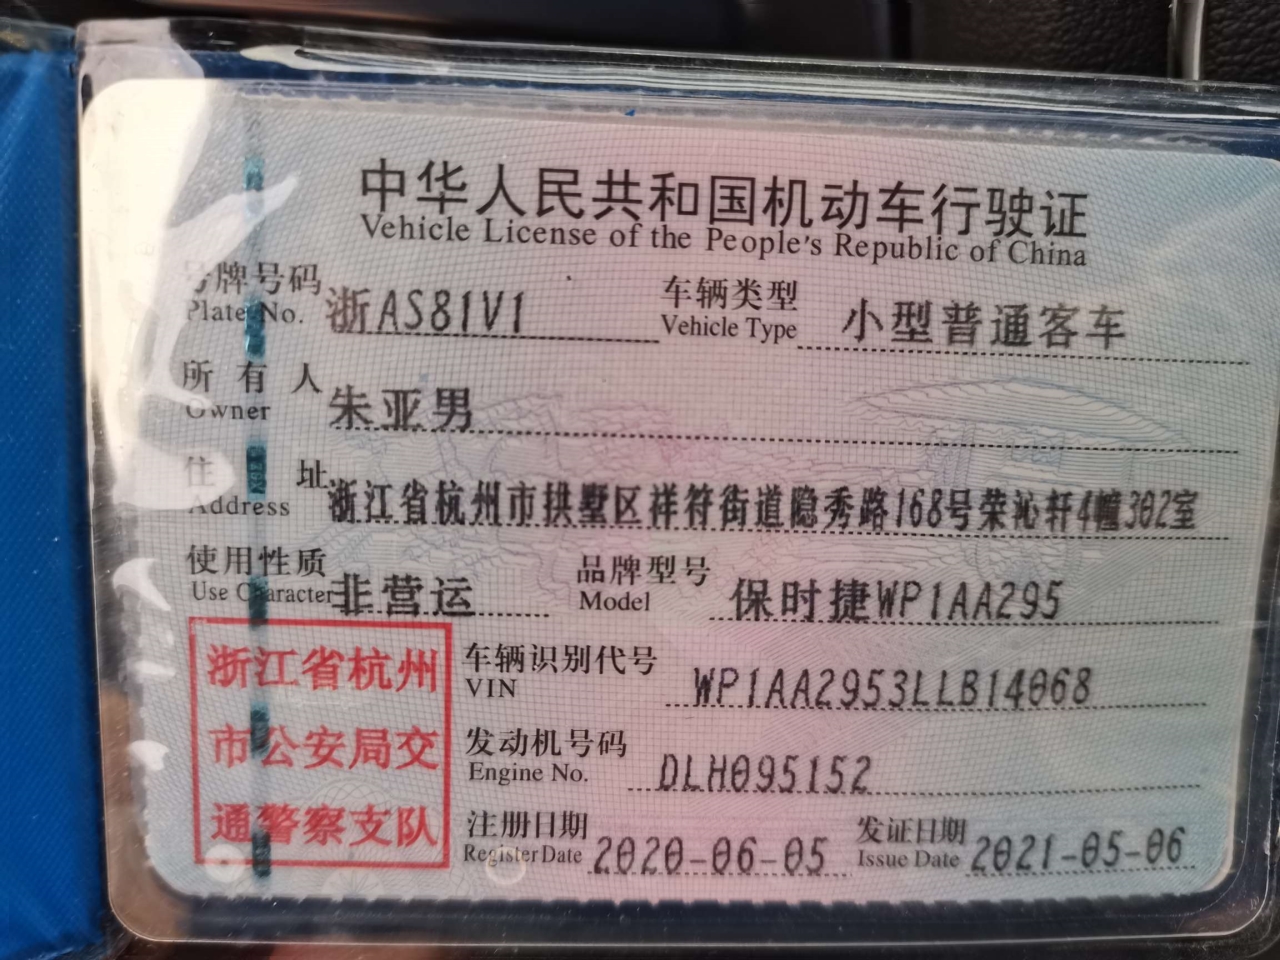 中华人民共和国机动车行驶证
Vehicle License of the People's Republic of China
号牌号码 浙AS81V1 车辆类型 小型普通客车
Plate No. Vehicle Type
所有人 朱亚男
Owner
住址 浙江省杭州市拱墅区祥符街道隐秀路168号荣沁轩4幢302室
Address
使用性质 非营运 品牌型号 保时捷WP1AA295
Use Character Model
浙江省杭州
市公安局交
通警察支队
车辆识别代号 WP1AA2953LLB14068
VIN
发动机号码 DLH095152
Engine No.
注册日期 2020-06-05 发证日期 2021-05-06
Register Date Issue Date